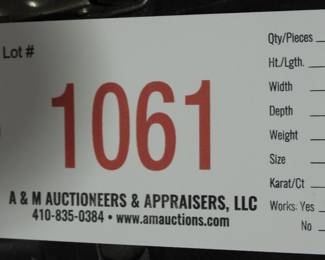 Lot #
1061
A & M AUCTIONEERS & APPRAISERS, LLC
410-835-0384 • www.amauctions.com
Qty/Pieces
Ht./Lgth.
Width
Depth
Weight
Size
Karat/Ct
Works: Yes
No